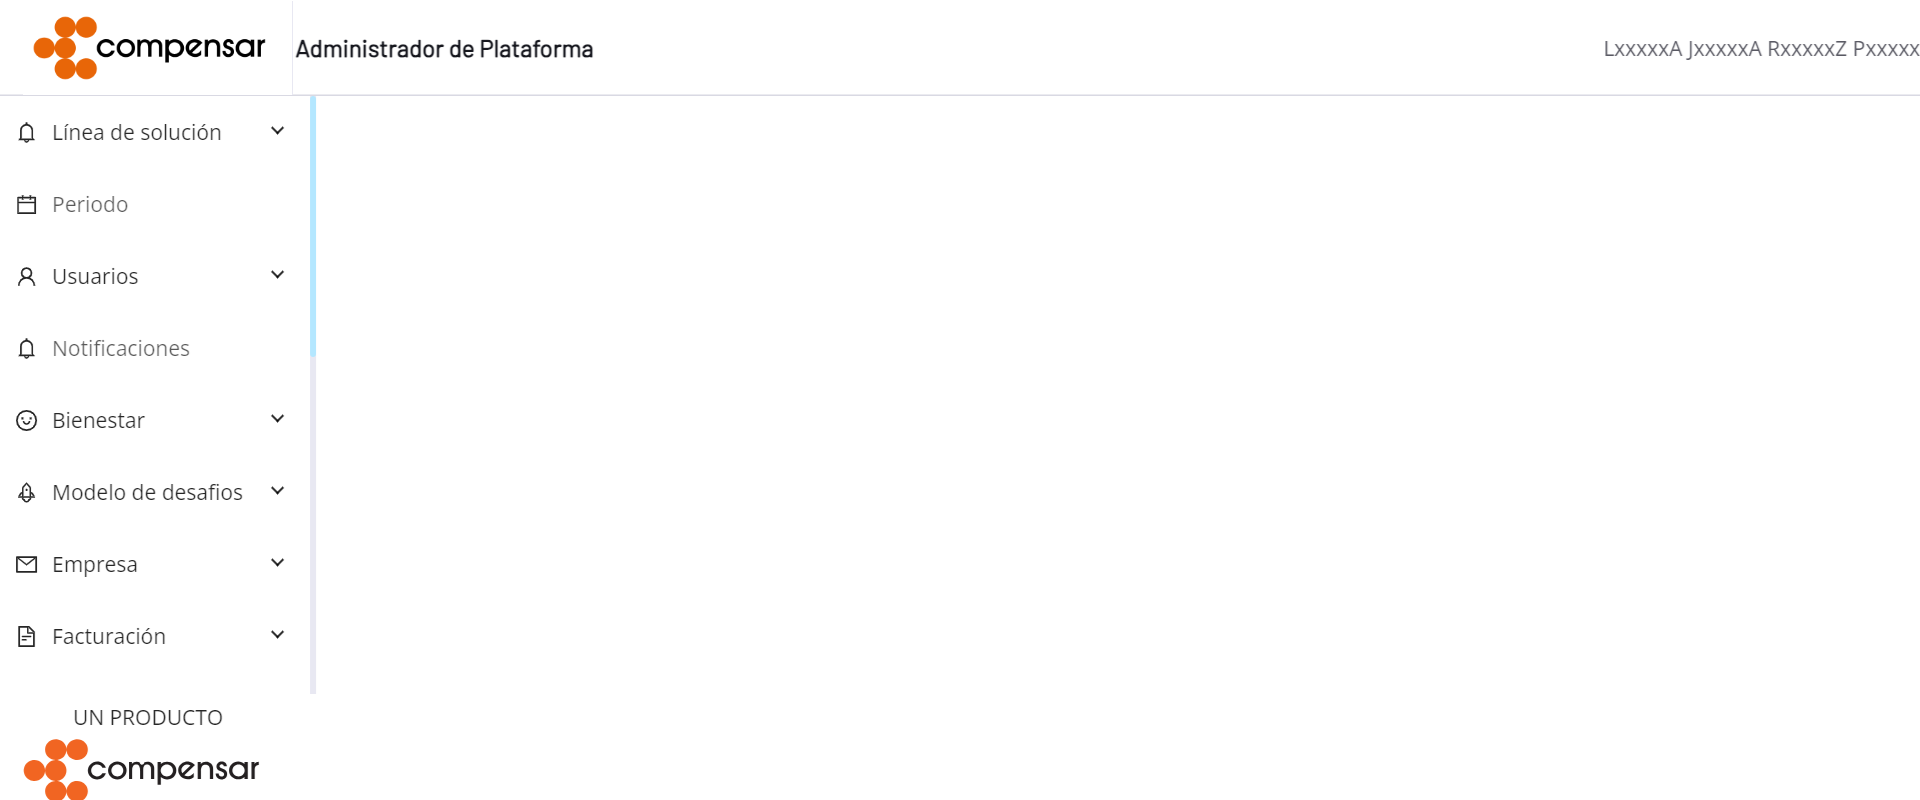 compensar
Administrador de Plataforma
LxxxxxA JxxxxxA RxxxxxZ Pxxxxx
Línea de solución
Periodo
Usuarios
Notificaciones
Bienestar
Modelo de desafios
Empresa
Facturación
UN PRODUCTO
compensar